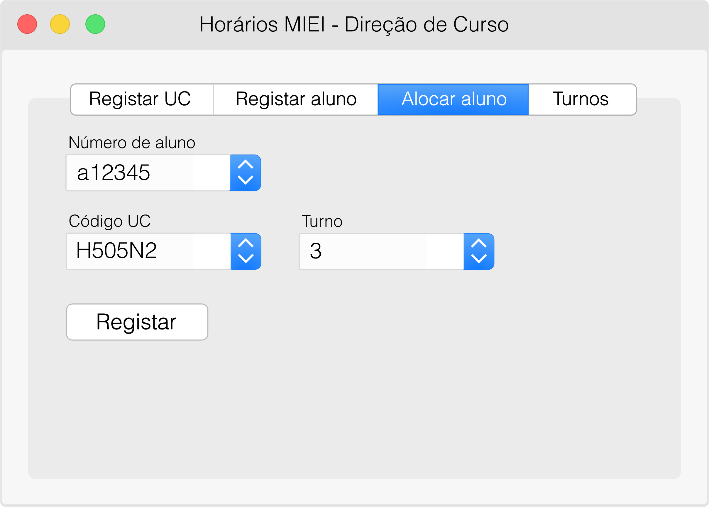 Horários MIEI - Direção de Curso
Registar UC Registar aluno Alocar aluno Turnos
Número de aluno
a12345
Código UC Turno
H505N2 3
Registar